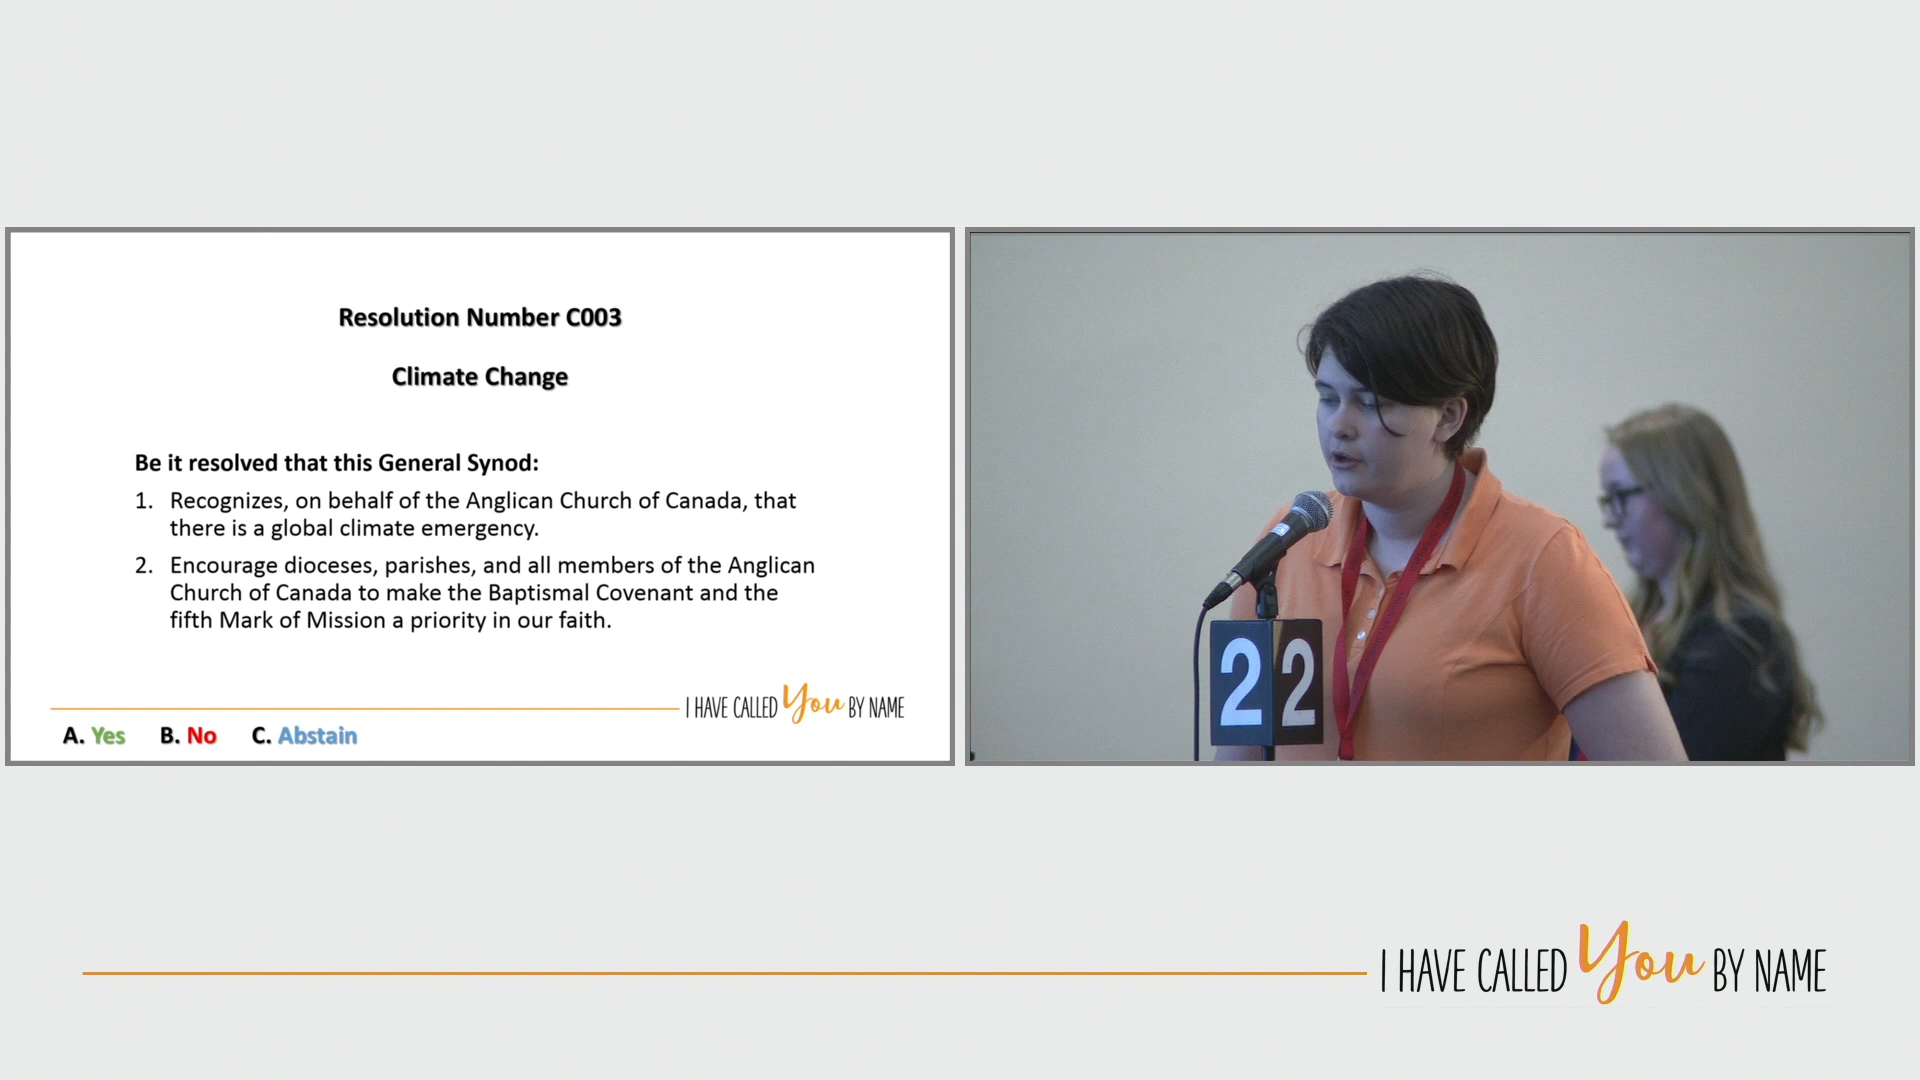 Resolution Number C003
Climate Change
Be it resolved that this General Synod:
1. Recognizes, on behalf of the Anglican Church of Canada, that
there is a global climate emergency.
2. Encourage dioceses, parishes, and all members of the Anglican
Church of Canada to make the Baptismal Covenant and the
fifth Mark of Mission a priority in our faith.
I HAVE CALLED You BY NAME
A. Yes B. No C. Abstain
2 2
I HAVE CALLED You BY NAME